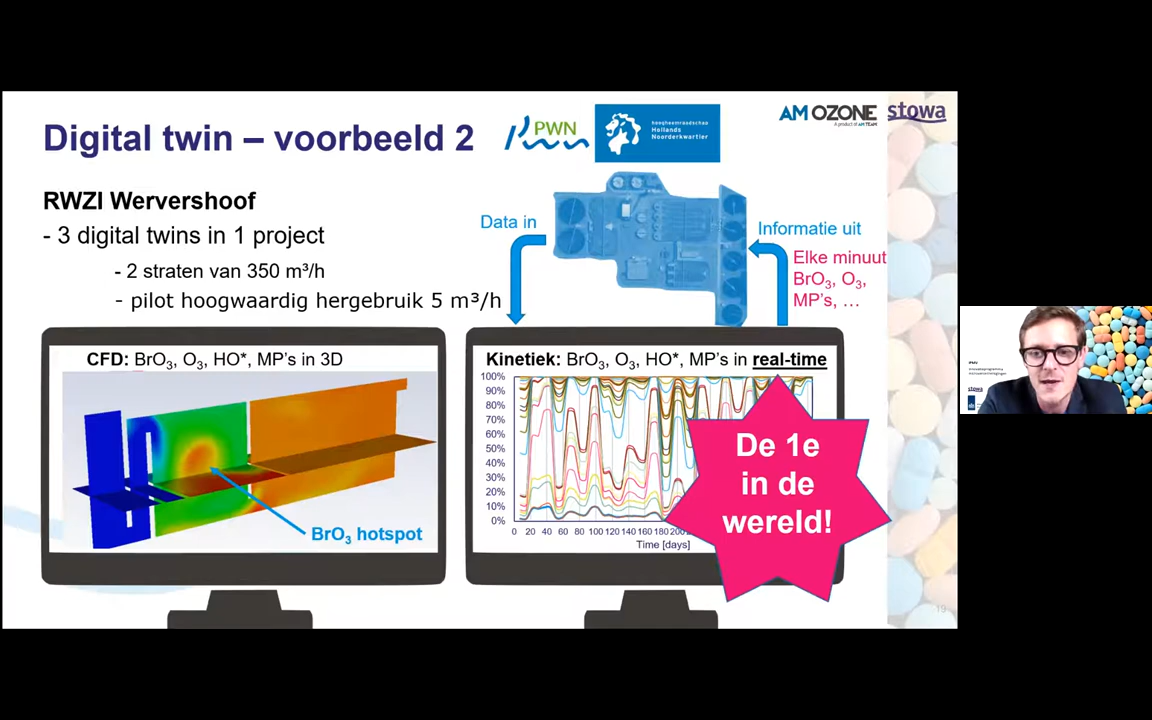 Digital twin – voorbeeld 2
PWN
hoogheemraadschap
Hollands
Noorderkwartier
AM OZONE
A product of AM TEAM
stowa
RWZI Wervershoof
- 3 digital twins in 1 project
- 2 straten van 350 m³/h
- pilot hoogwaardig hergebruik 5 m³/h
Data in
Informatie uit
Elke minuut
BrO₃, O₃,
MP's, ...
CFD: BrO₃, O₃, HO*, MP's in 3D
BrO₃ hotspot
Kinetiek: BrO₃, O₃, HO*, MP's in real-time
100%
90%
80%
70%
60%
50%
40%
30%
20%
10%
0%
0 20 40 60 80 100 120 140 160 180 200
Time [days]
De 1e
in de
wereld!
19
PWN
stowa